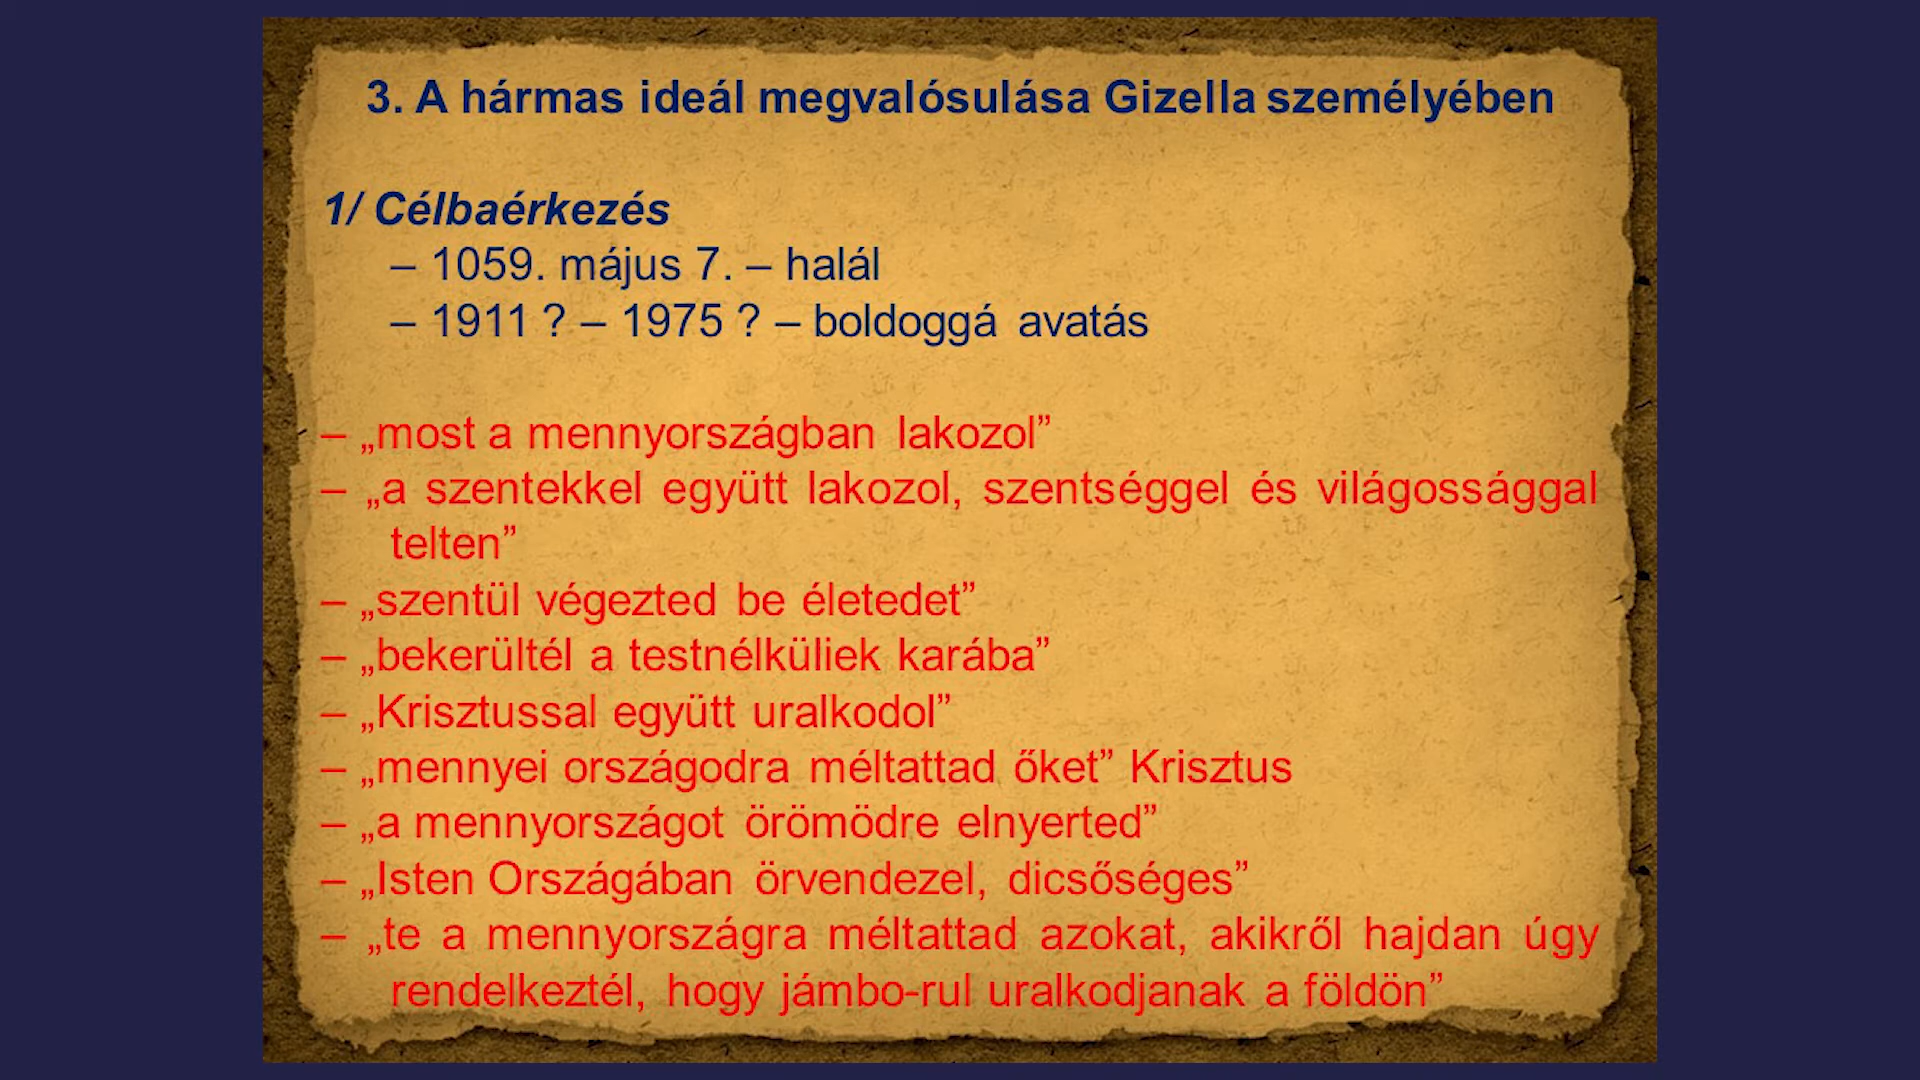 3. A hármas ideál megvalósulása Gizella személyében
1/ Célbaérkezés
– 1059. május 7. – halál
– 1911 ? – 1975 ? – boldoggá avatás
– „most a mennyországban lakozol”
– „a szentekkel együtt lakozol, szentséggel és világossággal
telten”
– „szentül végezted be életedet”
– „bekerültél a testnélküliek karába”
– „Krisztussal együtt uralkodol”
– „mennyei országodra méltattad őket” Krisztus
– „a mennyországot örömödre elnyerted”
– „Isten Országában örvendezel, dicsőséges”
– „te a mennyországra méltattad azokat, akikről hajdan úgy
rendelkeztél, hogy jámbo-rul uralkodjanak a földön”